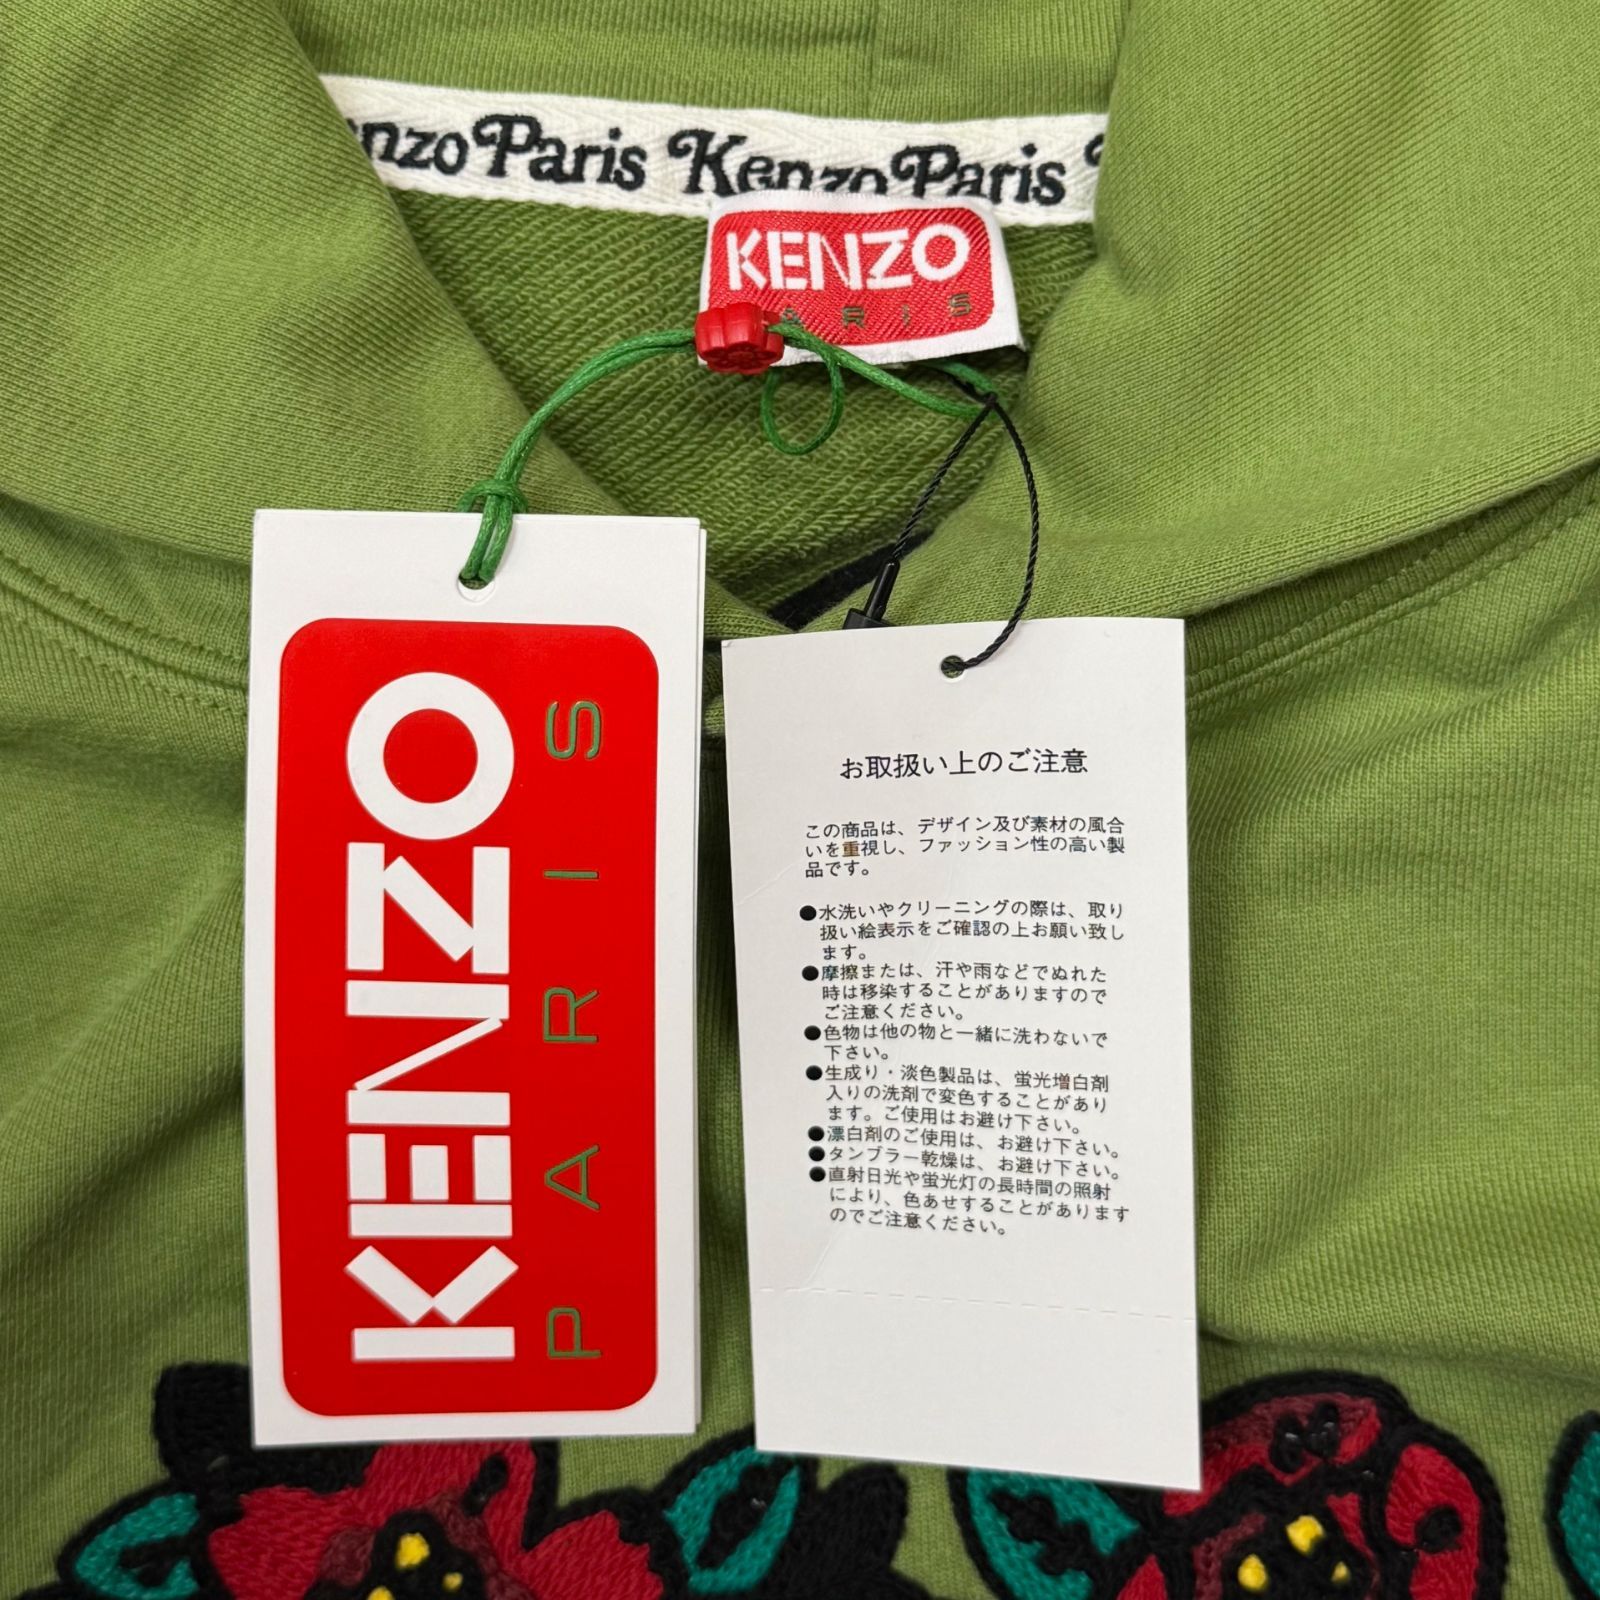 nzo Paris Kenzo Paris
KENZO
ARIS
KENZO
PARIS
お取扱い上のご注意
この商品は、デザイン及び素材の風合
いを重視し、ファッション性の高い製
品です。
●水洗いやクリーニングの際は、取り
扱い絵表示をご確認の上お願い致し
ます。
●摩擦または、汗や雨などでぬれた
時は移染することがありますので
ご注意ください。
●色物は他の物と一緒に洗わないで
下さい。
●生成り・淡色製品は、蛍光増白剤
入りの洗剤で変色することがあり
ます。ご使用はお避け下さい。
●漂白剤のご使用は、お避け下さい。
●タンブラー乾燥は、お避け下さい。
●直射日光や蛍光灯の長時間の照射
により、色あせすることがあります
のでご注意ください。